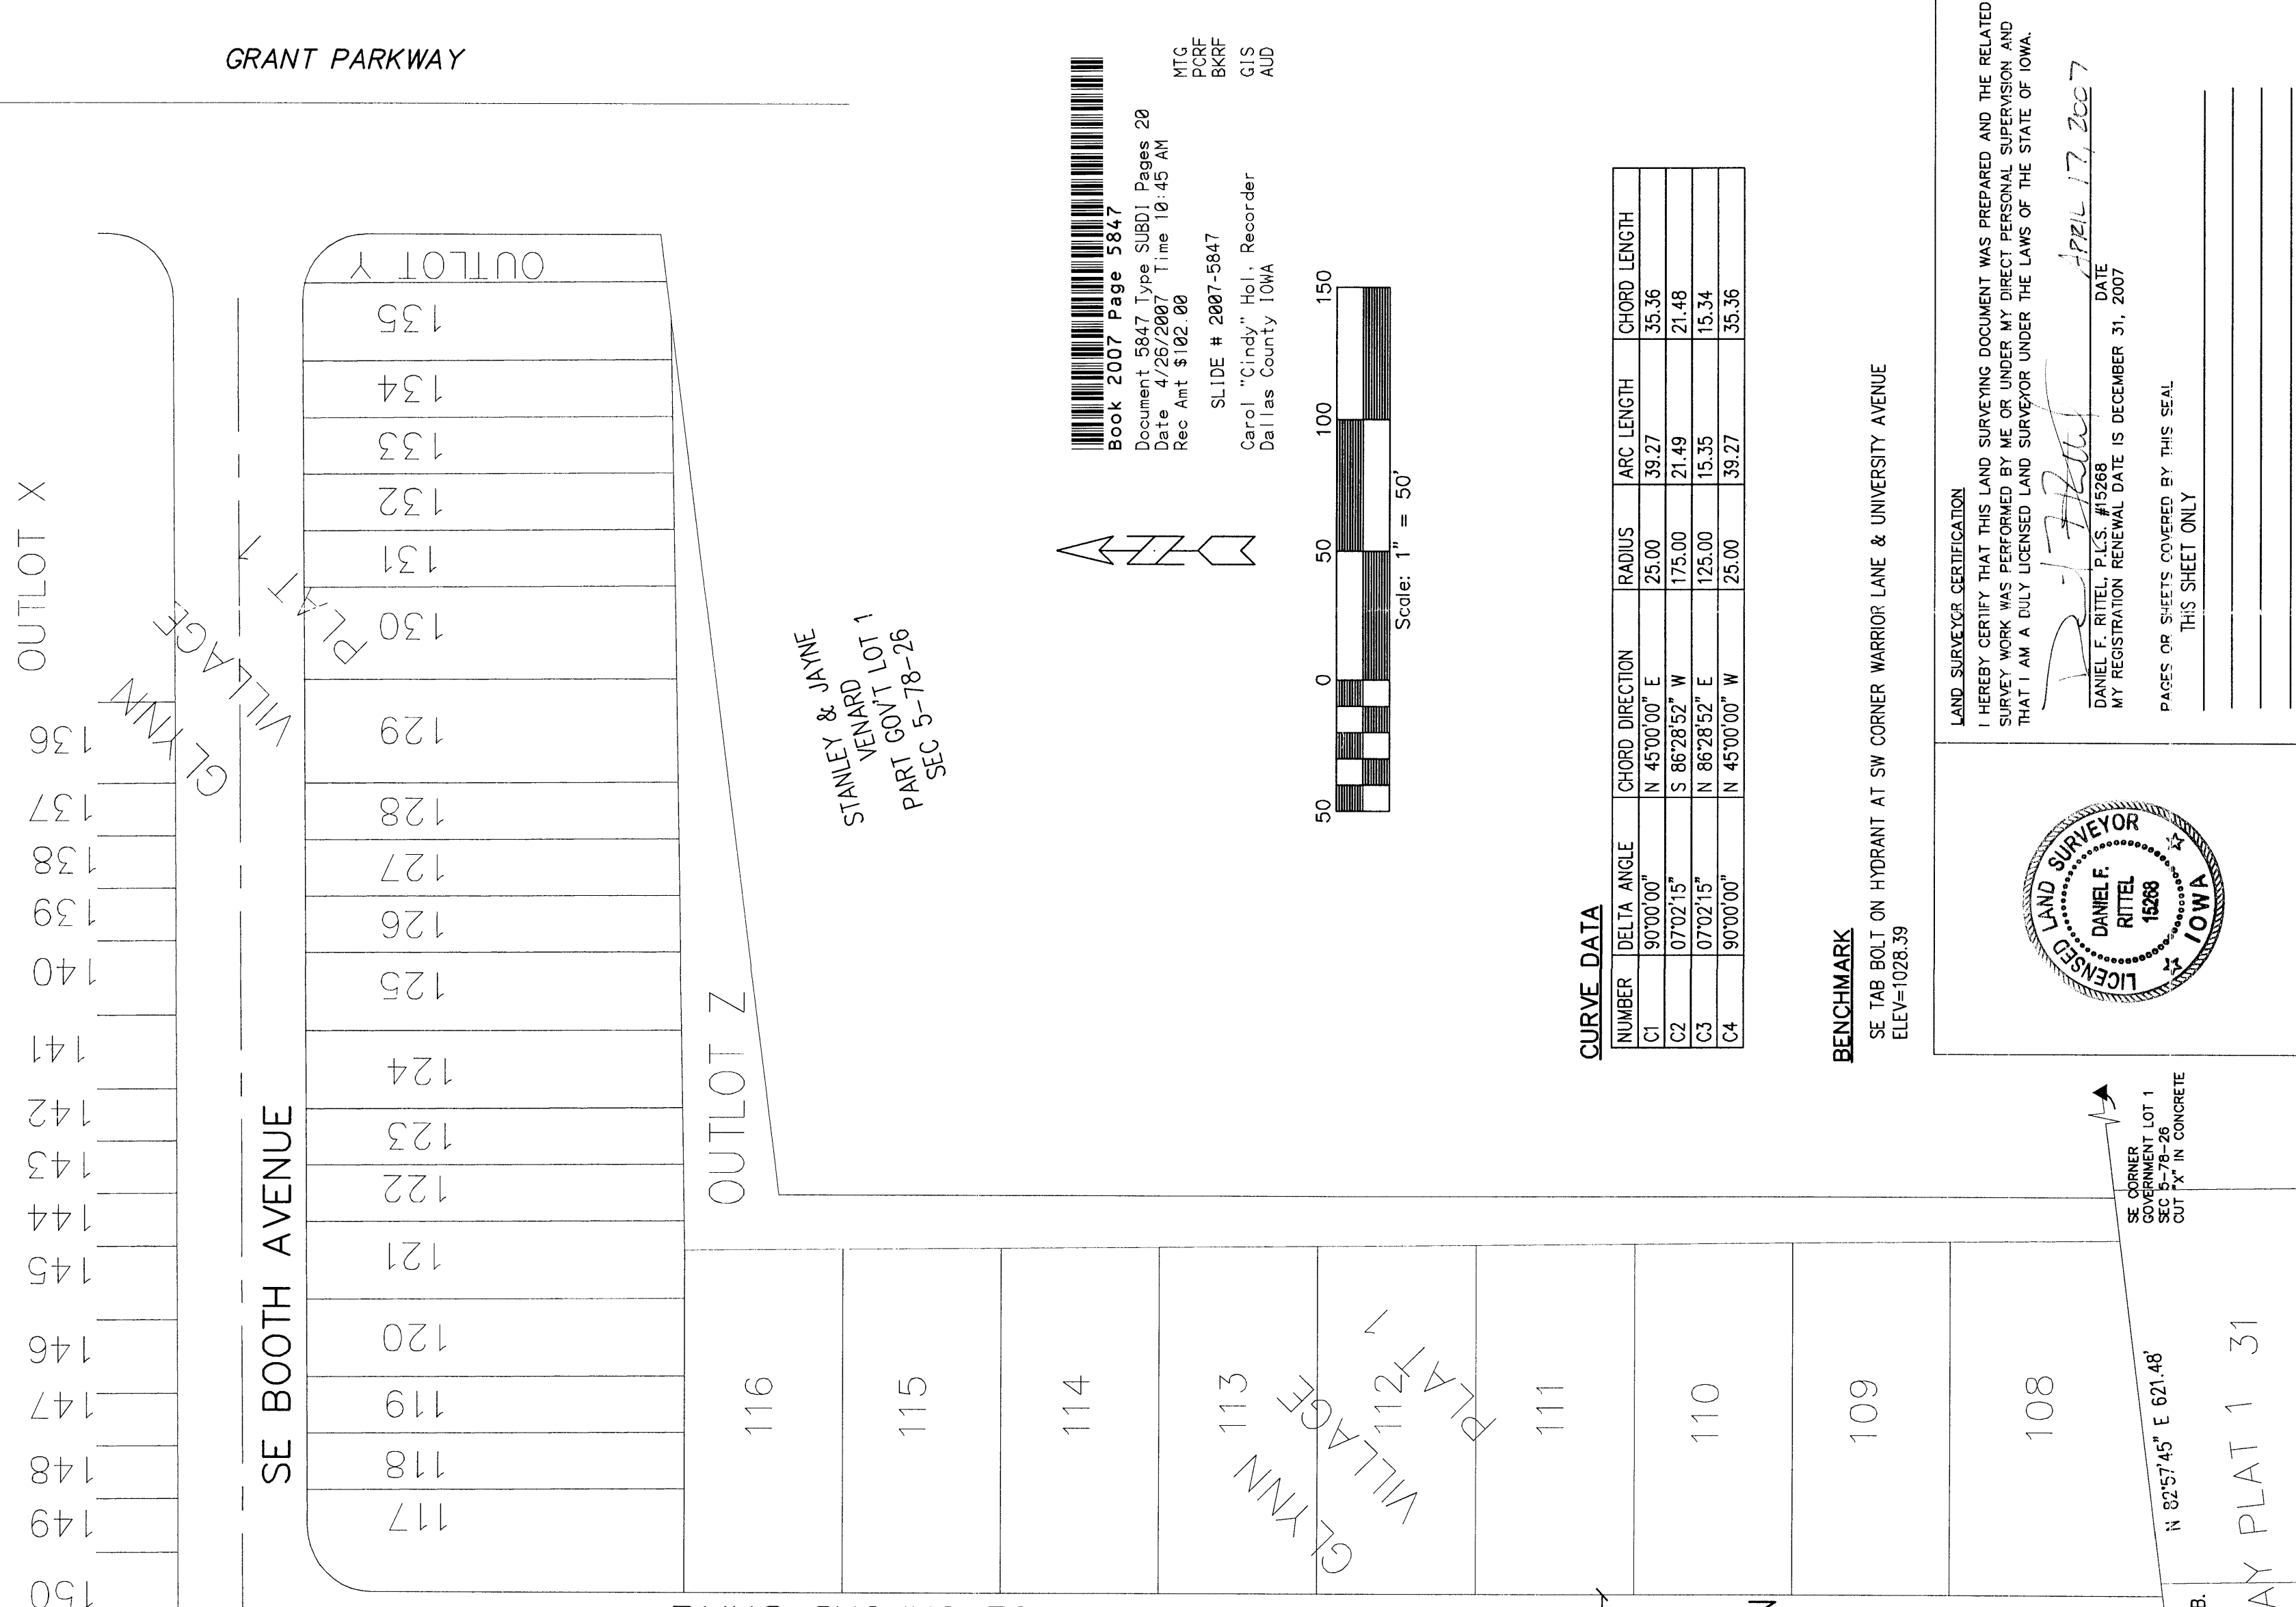 GRANT PARKWAY
OUTLOT X
136
137
138
139
140
141
142
143
144
145
146
147
148
149
150
GLYNN
VILLAGE
VILLAGE
PLAT 1
SE BOOTH AVENUE
OUTLOT Y
135
134
133
132
131
130
129
128
127
126
125
124
123
122
121
120
119
118
117
OUTLOT Z
116
115
114
113
112
111
110
109
108
GLYNN
VILLAGE
VILLAGE
PLAT 1
STANLEY & JAYNE
VENARD
PART GOV'T LOT 1
SEC 5-78-26
Book 2007 Page 5847
Document 5847 Type SUBDI Pages 20
Date 4/26/2007 Time 10:45 AM
Rec Amt $102.00
SLIDE # 2007-5847
Carol "Cindy" Hol, Recorder
Dallas County IOWA
MTG
PCRF
BKRF
GIS
AUD
50 0 50 100 150
Scale: 1" = 50'
CURVE DATA
NUMBER DELTA ANGLE CHORD DIRECTION RADIUS ARC LENGTH CHORD LENGTH
C1 90°00'00" N 45°00'00" E 25.00 39.27 35.36
C2 07°02'15" S 86°28'52" W 175.00 21.49 21.48
C3 07°02'15" N 86°28'52" E 125.00 15.35 15.34
C4 90°00'00" N 45°00'00" W 25.00 39.27 35.36
BENCHMARK
SE TAB BOLT ON HYDRANT AT SW CORNER WARRIOR LANE & UNIVERSITY AVENUE
ELEV=1028.39
LAND SURVEYOR CERTIFICATION
I HEREBY CERTIFY THAT THIS LAND SURVEYING DOCUMENT WAS PREPARED AND THE RELATED
SURVEY WORK WAS PERFORMED BY ME OR UNDER MY DIRECT PERSONAL SUPERVISION AND
THAT I AM A DULY LICENSED LAND SURVEYOR UNDER THE LAWS OF THE STATE OF IOWA.
APRIL 17, 2007
DANIEL F. RITTEL, P.L.S. #15268 DATE
MY REGISTRATION RENEWAL DATE IS DECEMBER 31, 2007
PAGES OR SHEETS COVERED BY THIS SEAL
THIS SHEET ONLY
LICENSED LAND SURVEYOR
DANIEL F.
RITTEL
15268
IOWA
SE CORNER
GOVERNMENT LOT 1
SEC 5-78-26
CUT "X" IN CONCRETE
N 82°57'45" E 621.48'
AY PLAT 1 31
B.